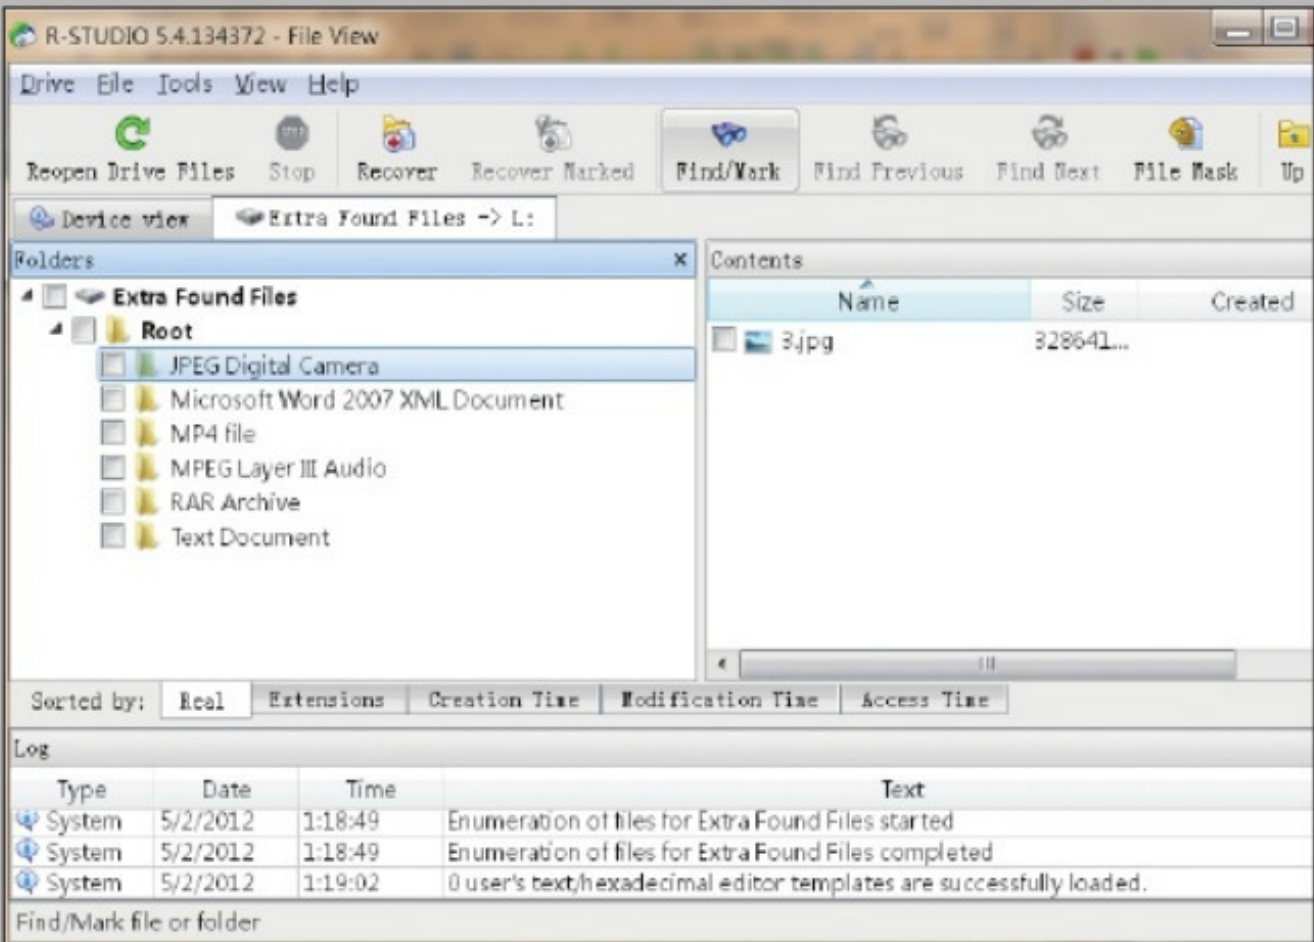 R-STUDIO 5.4.134372 - File View
Drive File Tools View Help
Reopen Drive Files Stop Recover Recover Marked Find/Mark Find Previous Find Next File Mask Up
Device view Extra Found Files -> L:
Folders × Contents
Name Size Created
Extra Found Files
Root
3.jpg 328641...
JPEG Digital Camera
Microsoft Word 2007 XML Document
MP4 file
MPEG Layer III Audio
RAR Archive
Text Document
Sorted by: Real Extensions Creation Time Modification Time Access Time
Log
Type Date Time Text
System 5/2/2012 1:18:49 Enumeration of files for Extra Found Files started
System 5/2/2012 1:18:49 Enumeration of files for Extra Found Files completed
System 5/2/2012 1:19:02 0 user's text/hexadecimal editor templates are successfully loaded.
Find/Mark file or folder